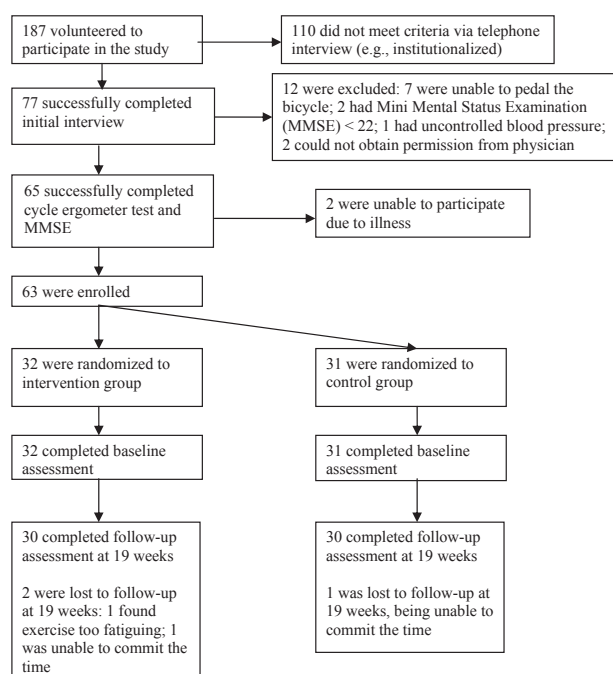 187 volunteered to
participate in the study
110 did not meet criteria via telephone
interview (e.g., institutionalized)
77 successfully completed
initial interview
12 were excluded: 7 were unable to pedal the
bicycle; 2 had Mini Mental Status Examination
(MMSE) < 22; 1 had uncontrolled blood pressure;
2 could not obtain permission from physician
65 successfully completed
cycle ergometer test and
MMSE
2 were unable to participate
due to illness
63 were enrolled
32 were randomized to
intervention group
31 were randomized to
control group
32 completed baseline
assessment
31 completed baseline
assessment
30 completed follow-up
assessment at 19 weeks
2 were lost to follow-up
at 19 weeks: 1 found
exercise too fatiguing; 1
was unable to commit the
time
30 completed follow-up
assessment at 19 weeks
1 was lost to follow-up at
19 weeks, being unable to
commit the time